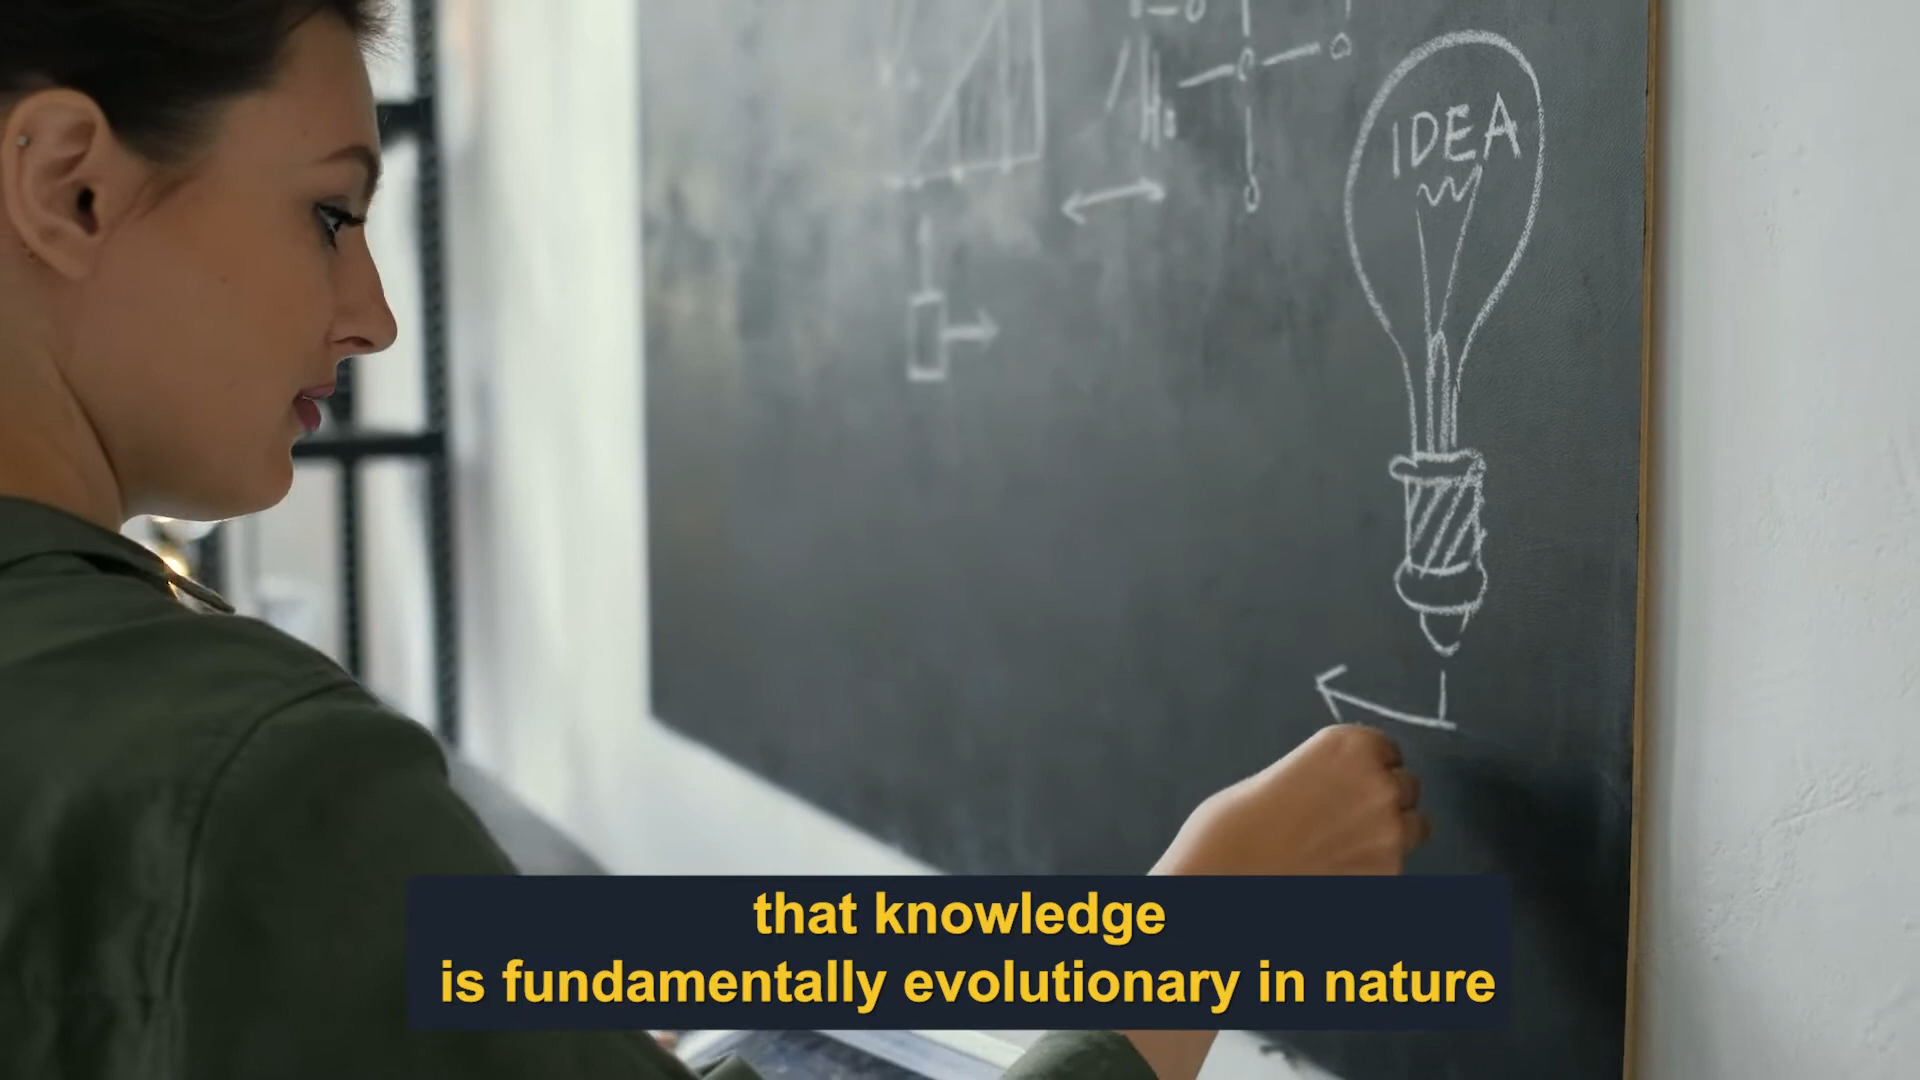 IDEA
that knowledge
is fundamentally evolutionary in nature